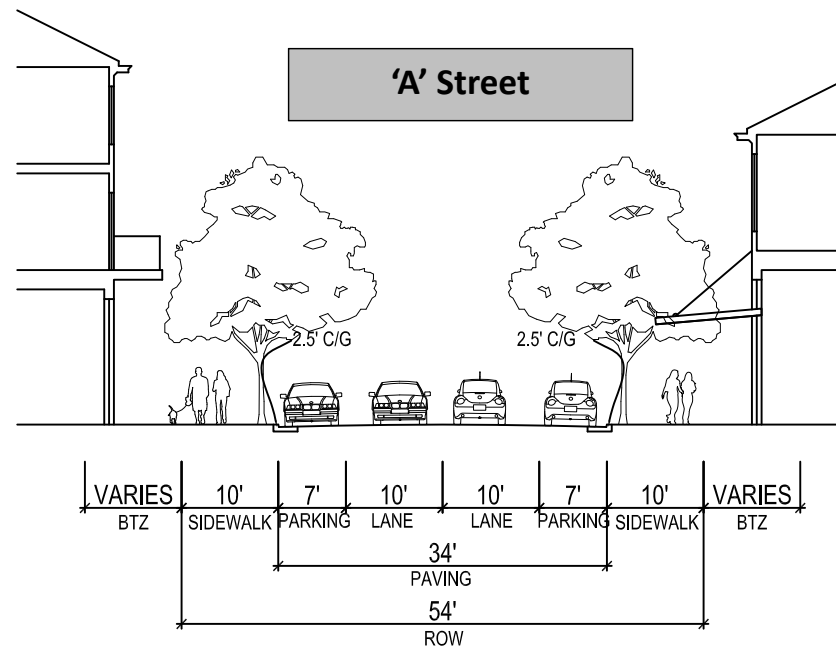 ‘A’ Street
2.5' C/G 2.5' C/G
VARIES 10' 7' 10' 10' 7' 10' VARIES
BTZ SIDEWALK PARKING LANE LANE PARKING SIDEWALK BTZ
34'
PAVING
54'
ROW